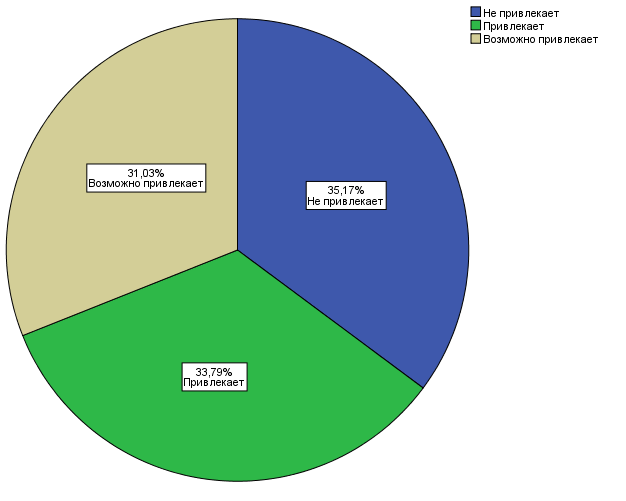 Не привлекает
Привлекает
Возможно привлекает
31,03%
Возможно привлекает
35,17%
Не привлекает
33,79%
Привлекает